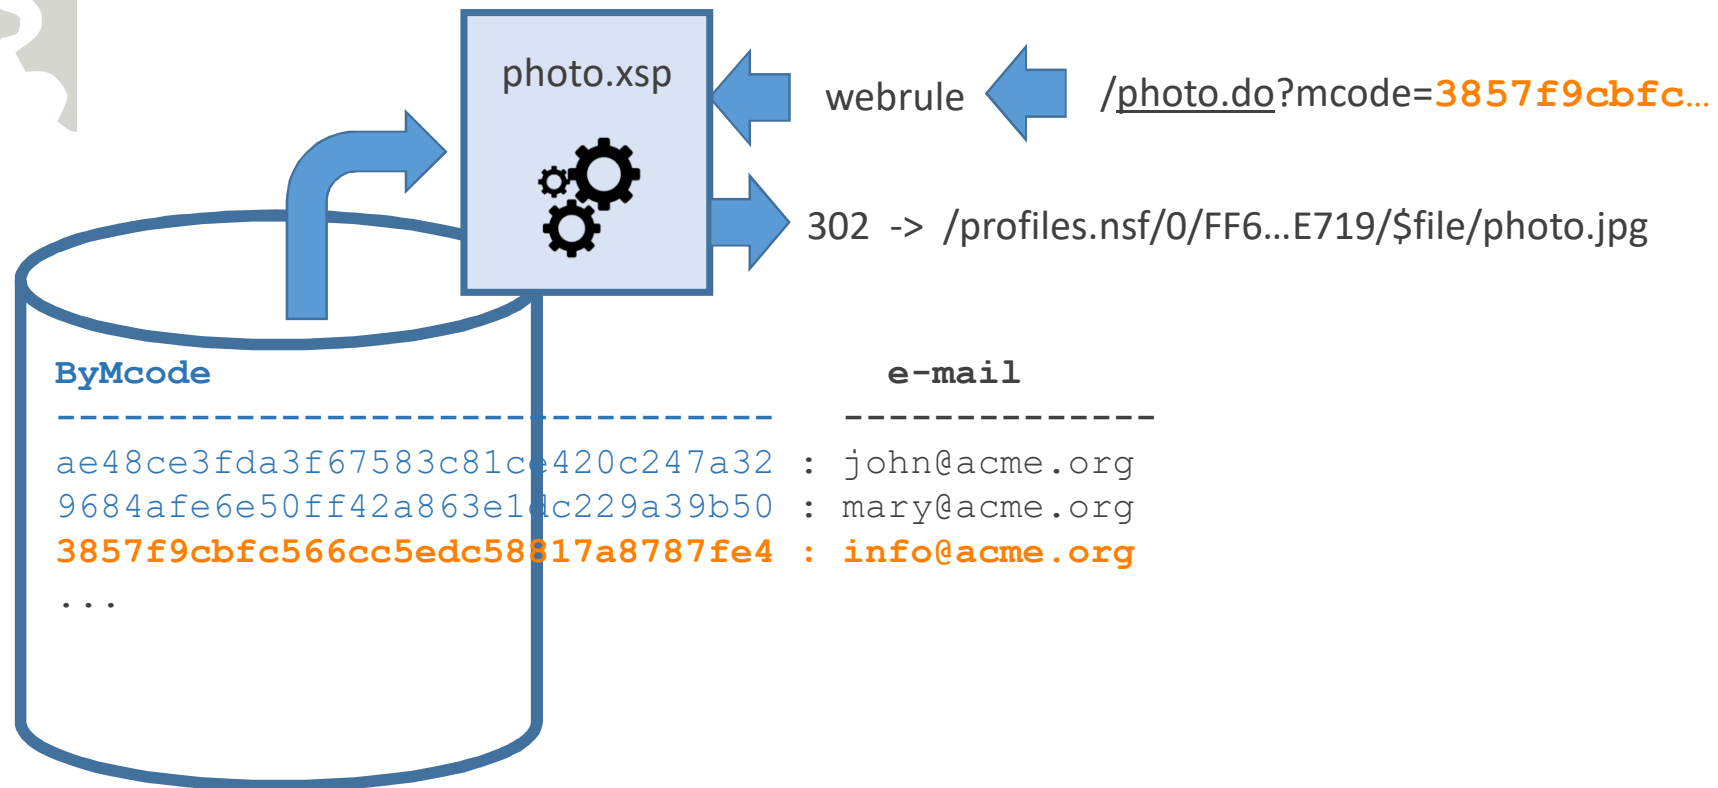 photo.xsp
webrule
/photo.do?mcode=3857f9cbfc…
302 -> /profiles.nsf/0/FF6…E719/$file/photo.jpg
ByMcode e-mail
-------------------------------- --------------
ae48ce3fda3f67583c81ce420c247a32 : john@acme.org
9684afe6e50ff42a863e1dc229a39b50 : mary@acme.org
3857f9cbfc566cc5edc58817a8787fe4 : info@acme.org
...